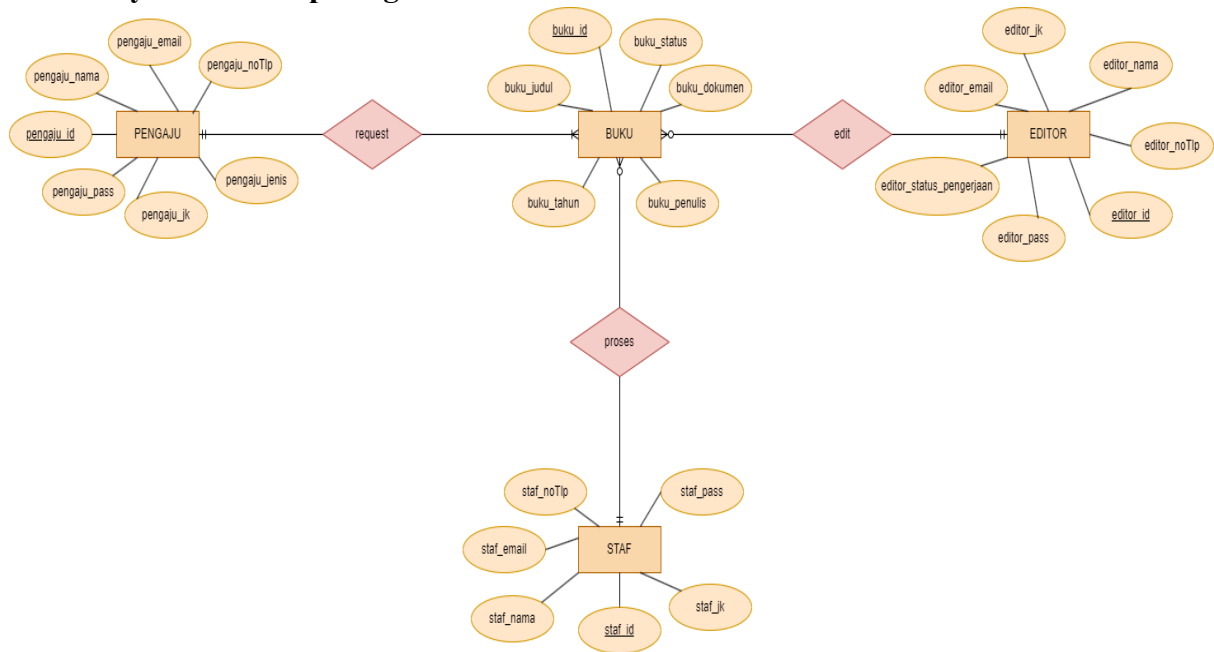 pengaju_email
pengaju_noTlp
pengaju_nama
pengaju_id
PENGAJU
pengaju_pass
pengaju_jk
pengaju_jenis
request
buku_id
buku_status
buku_judul
buku_dokumen
BUKU
buku_tahun
buku_penulis
edit
editor_jk
editor_nama
editor_email
EDITOR
editor_noTlp
editor_status_pengerjaan
editor_id
editor_pass
proses
staf_noTlp
staf_pass
staf_email
STAF
staf_nama
staf_id
staf_jk